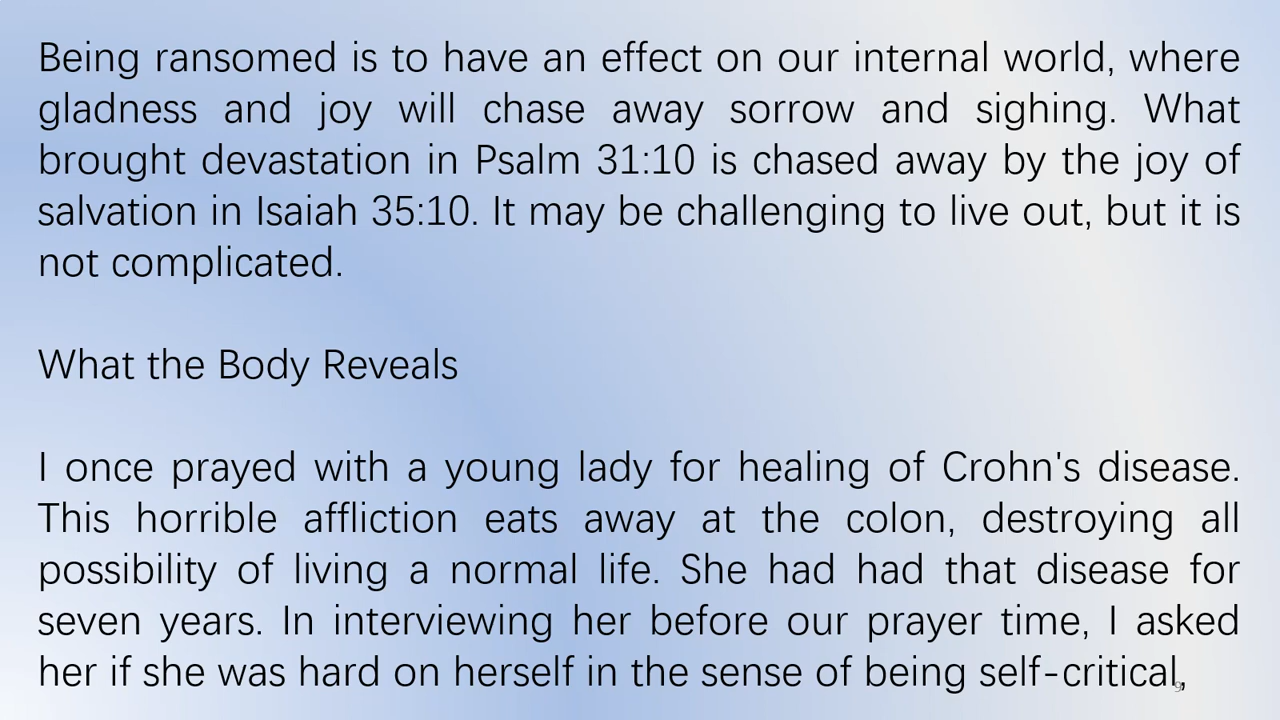 Being ransomed is to have an effect on our internal world, where
gladness and joy will chase away sorrow and sighing. What
brought devastation in Psalm 31:10 is chased away by the joy of
salvation in Isaiah 35:10. It may be challenging to live out, but it is
not complicated.
What the Body Reveals
I once prayed with a young lady for healing of Crohn's disease.
This horrible affliction eats away at the colon, destroying all
possibility of living a normal life. She had had that disease for
seven years. In interviewing her before our prayer time, I asked
her if she was hard on herself in the sense of being self-critical,
9